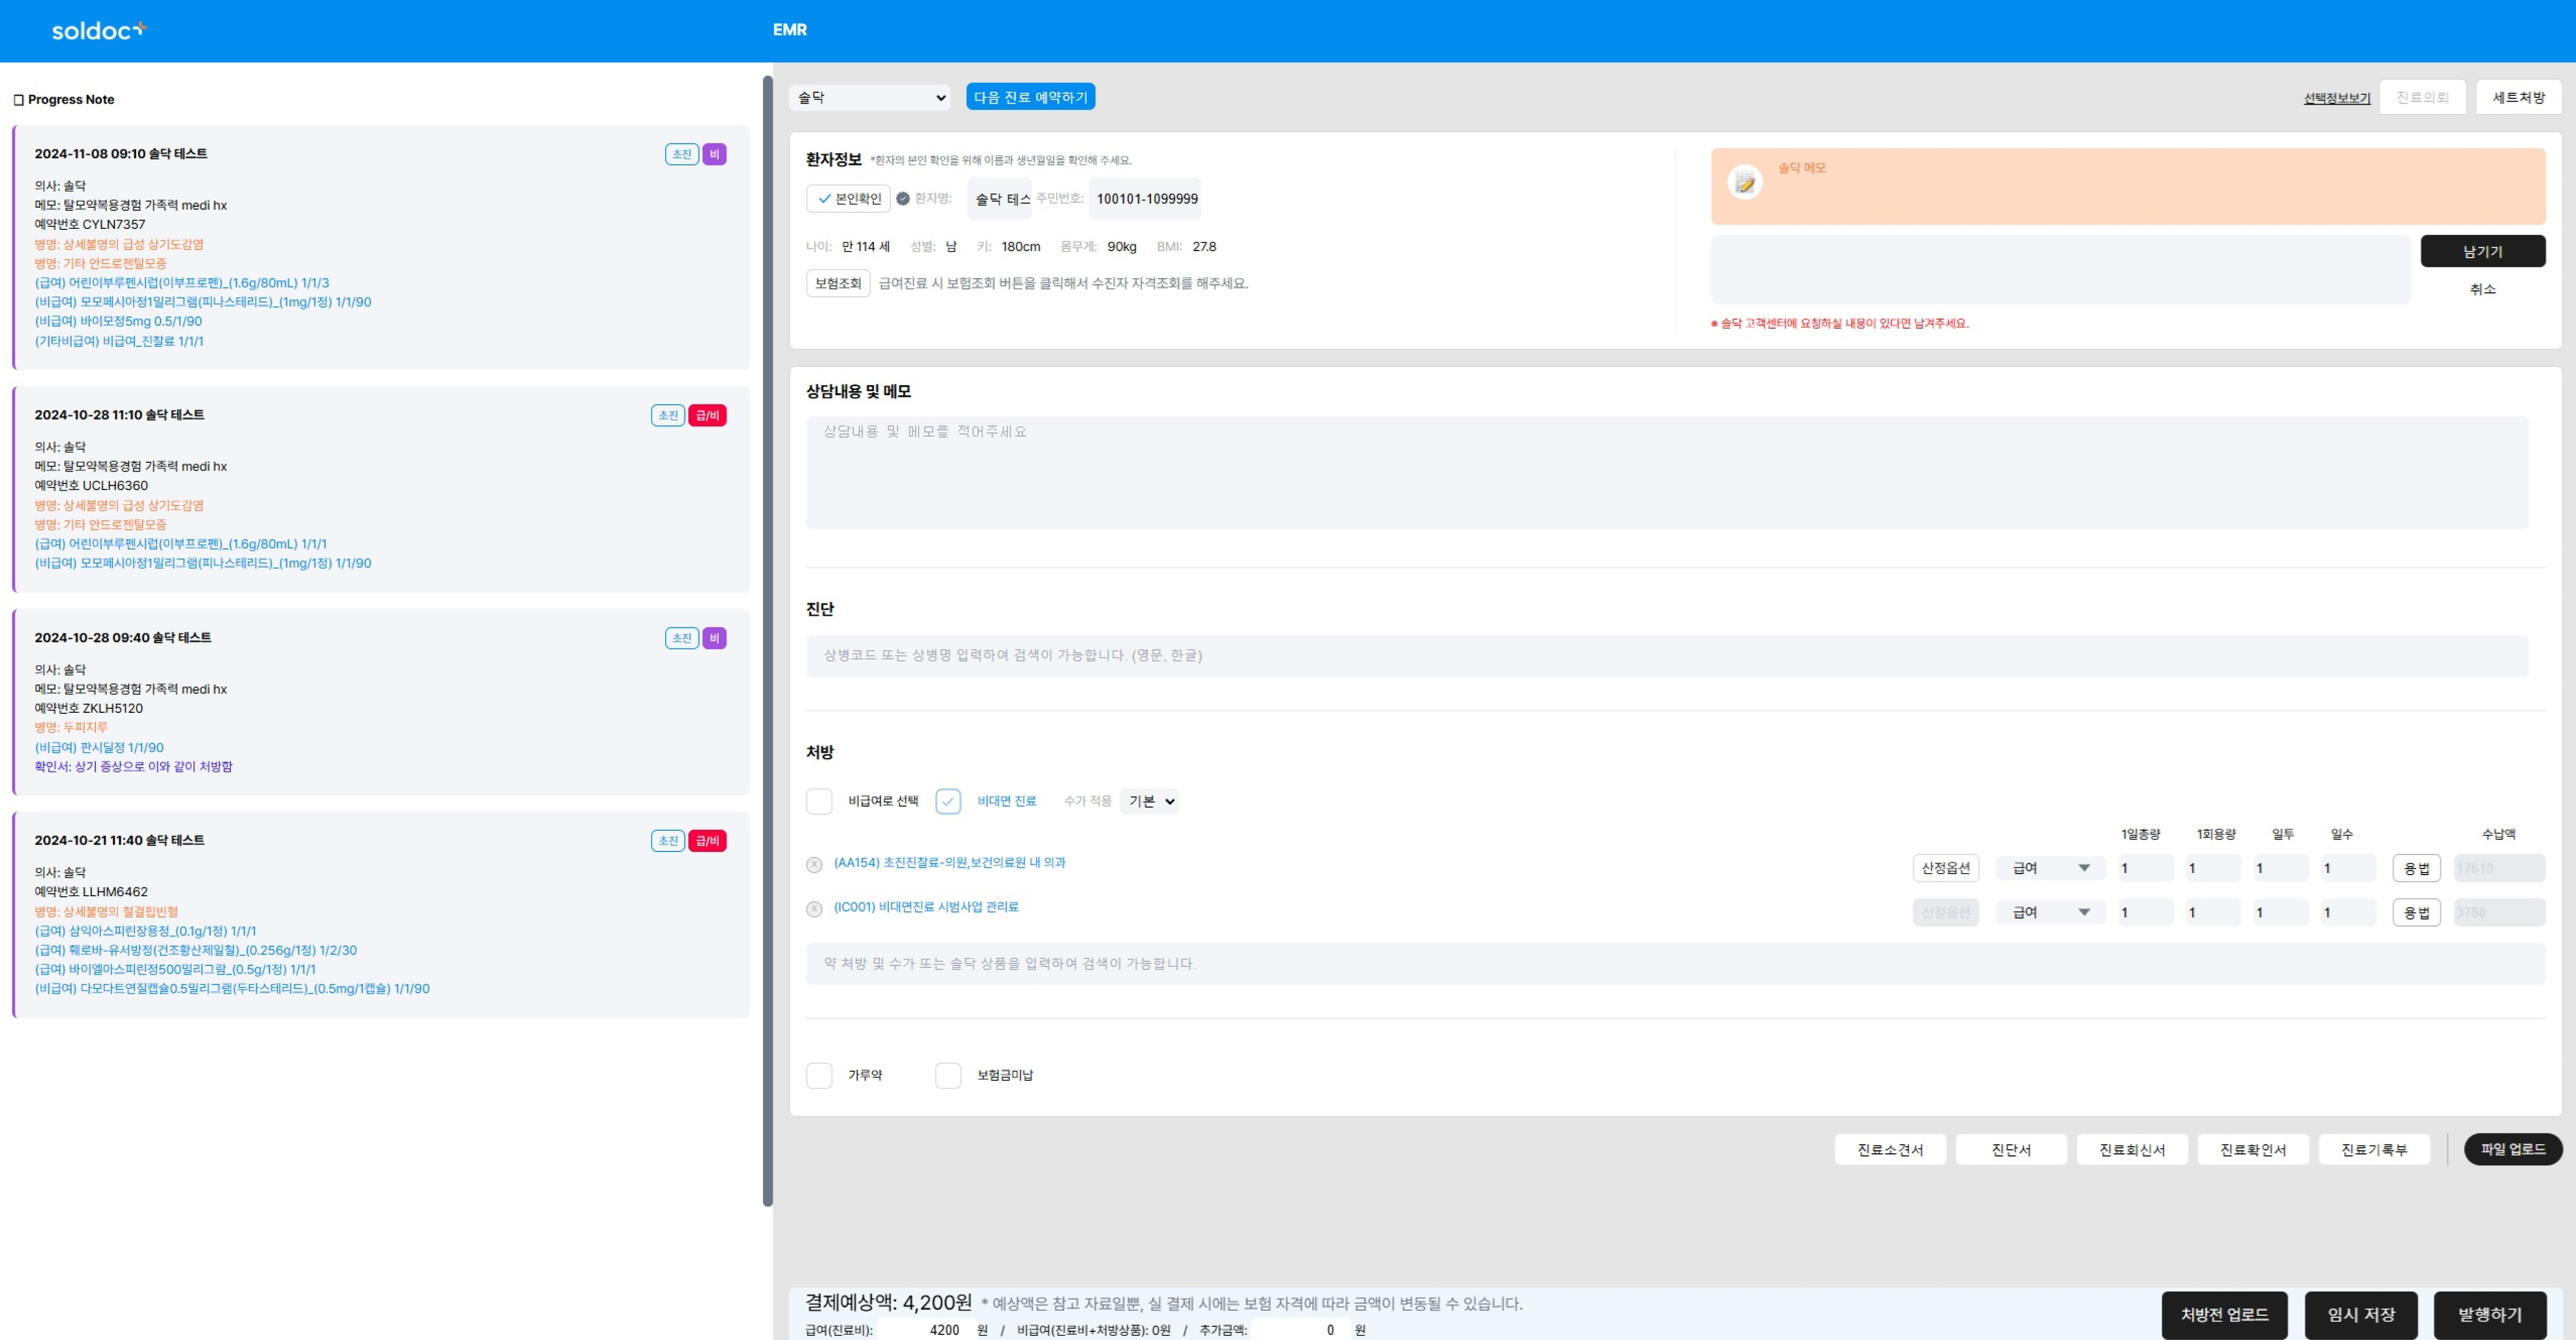 soldoc
EMR
Progress Note
2024-11-08 09:10 솔닥 테스트 초진 비
의사: 솔닥
메모: 탈모약복용경험 가족력 medi hx
예약번호 CYLN7357
병명: 상세불명의 급성 상기도감염
병명: 기타 안드로젠탈모증
(급여) 어린이부루펜시럽(이부프로펜)_(1.6g/80mL) 1/1/3
(비급여) 모모페시아정1밀리그램(피나스테리드)_(1mg/1정) 1/1/90
(비급여) 바이모정5mg 0.5/1/90
(기타비급여) 비급여_진찰료 1/1/1
2024-10-28 11:10 솔닥 테스트 초진 급/비
의사: 솔닥
메모: 탈모약복용경험 가족력 medi hx
예약번호 UCLH6360
병명: 상세불명의 급성 상기도감염
병명: 기타 안드로젠탈모증
(급여) 어린이부루펜시럽(이부프로펜)_(1.6g/80mL) 1/1/1
(비급여) 모모페시아정1밀리그램(피나스테리드)_(1mg/1정) 1/1/90
2024-10-28 09:40 솔닥 테스트 초진 비
의사: 솔닥
메모: 탈모약복용경험 가족력 medi hx
예약번호 ZKLH5120
병명: 두피지루
(비급여) 판시딜정 1/1/90
확인서: 상기 증상으로 이와 같이 처방함
2024-10-21 11:40 솔닥 테스트 초진 급/비
의사: 솔닥
예약번호 LLHM6462
병명: 상세불명의 철결핍빈혈
(급여) 삼익아스피린장용정_(0.1g/1정) 1/1/1
(급여) 훼로바-유서방정(건조황산제일철)_(0.256g/1정) 1/2/30
(급여) 바이엘아스피린정500밀리그람_(0.5g/1정) 1/1/1
(비급여) 다모다트연질캡슐0.5밀리그램(두타스테리드)_(0.5mg/1캡슐) 1/1/90
솔닥 다음 진료 예약하기 선택정보보기 진료의뢰 세트처방
환자정보 *환자의 본인 확인을 위해 이름과 생년월일을 확인해 주세요.
본인확인 환자명: 솔닥 테스 주민번호: 100101-1099999
나이: 만 114 세 성별: 남 키: 180cm 몸무게: 90kg BMI: 27.8
보험조회 급여진료 시 보험조회 버튼을 클릭해서 수진자 자격조회를 해주세요.
솔닥 메모
남기기
취소
※ 솔닥 고객센터에 요청하실 내용이 있다면 남겨주세요.
상담내용 및 메모
상담내용 및 메모를 적어주세요
진단
상병코드 또는 상병명 입력하여 검색이 가능합니다. (영문, 한글)
처방
비급여로 선택 비대면 진료 수가 적용 기본
1일총량 1회용량 일투 일수 수납액
(AA154) 초진진찰료-의원,보건의료원 내 의과 산정옵션 급여 1 1 1 1 용법 17610
(IC001) 비대면진료 시범사업 관리료 산정옵션 급여 1 1 1 1 용법 3780
약 처방 및 수가 또는 솔닥 상품을 입력하여 검색이 가능합니다.
가루약 보험금미납
진료소견서 진단서 진료회신서 진료확인서 진료기록부 파일 업로드
결제예상액: 4,200원 * 예상액은 참고 자료일뿐, 실 결제 시에는 보험 자격에 따라 금액이 변동될 수 있습니다.
급여(진료비): 4200 원 / 비급여(진료비+처방상품): 0원 / 추가금액: 0 원
처방전 업로드 임시 저장 발행하기